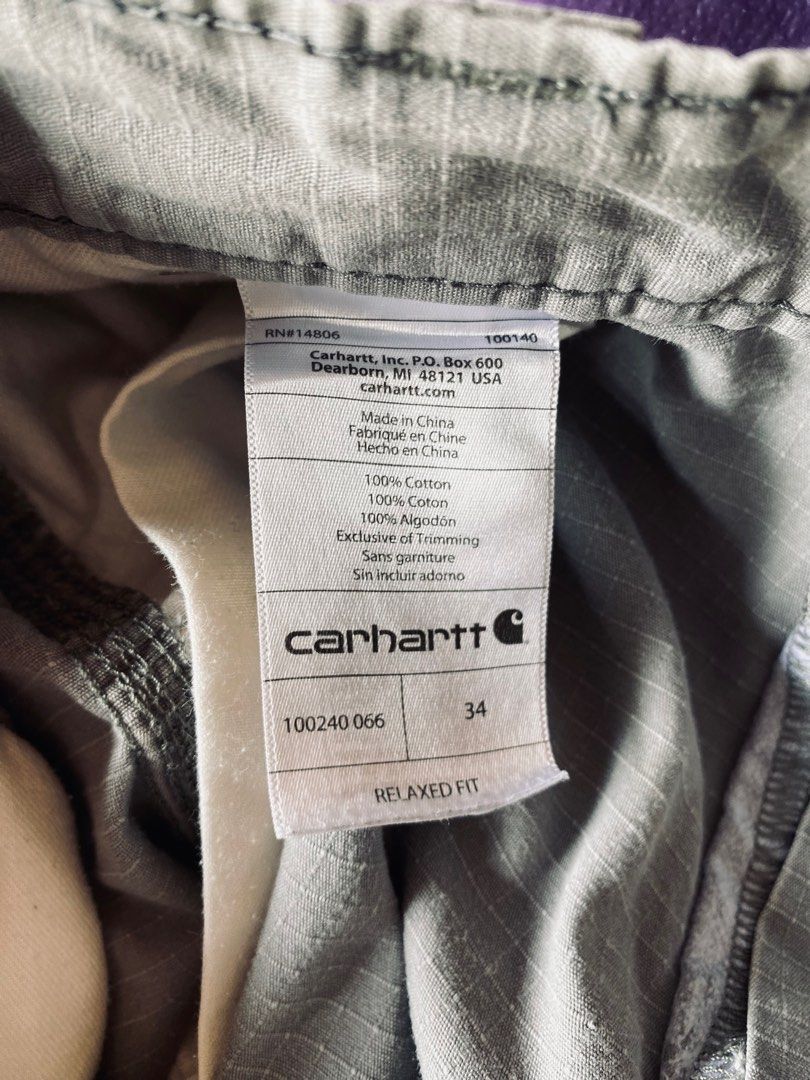 RN#14806 100140
Carhartt, Inc. P.O. Box 600
Dearborn, MI 48121 USA
carhartt.com
Made in China
Fabriqué en Chine
Hecho en China
100% Cotton
100% Coton
100% Algodón
Exclusive of Trimming
Sans garniture
Sin incluir adorno
carhartt
100240 066 34
RELAXED FIT